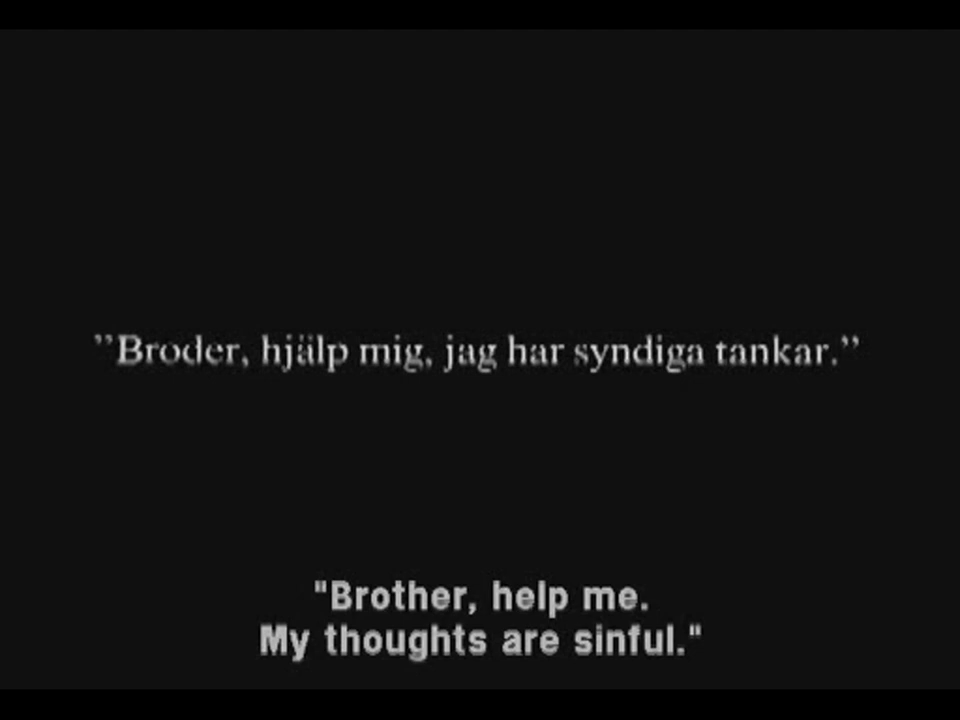 ”Broder, hjälp mig, jag har syndiga tankar.”
"Brother, help me.
My thoughts are sinful."